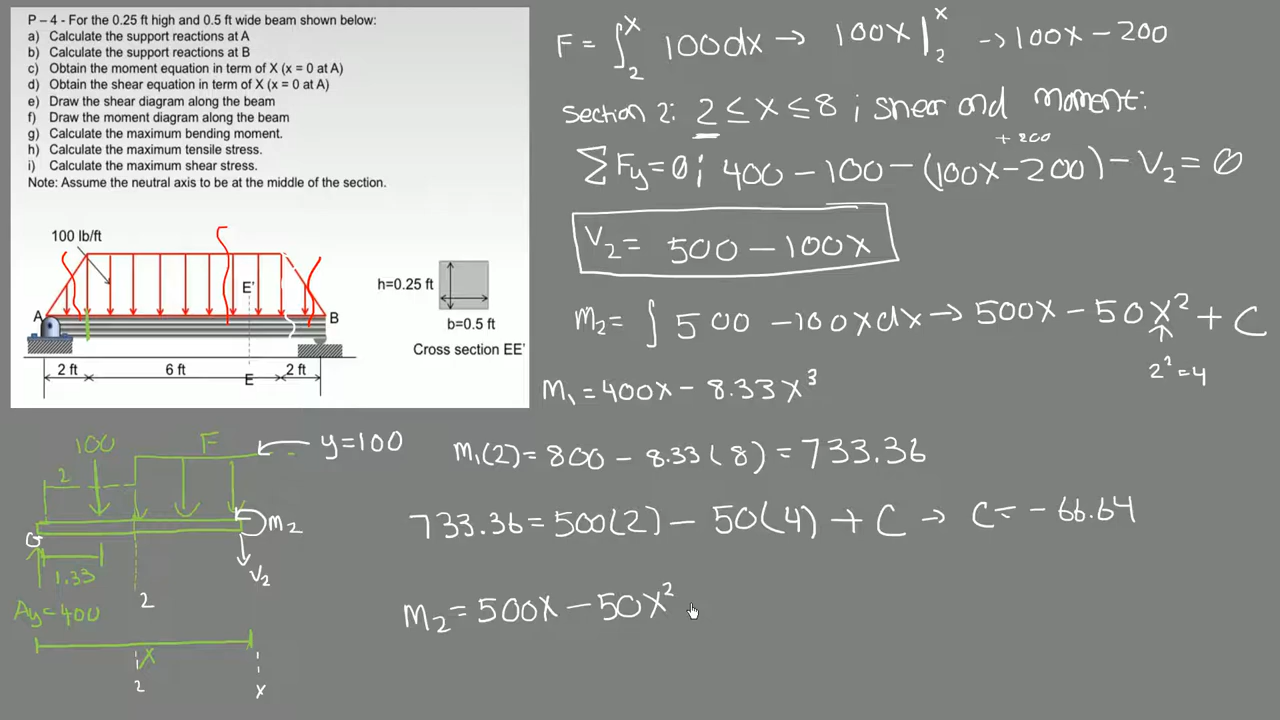 P – 4 - For the 0.25 ft high and 0.5 ft wide beam shown below:
a) Calculate the support reactions at A
b) Calculate the support reactions at B
c) Obtain the moment equation in term of X (x = 0 at A)
d) Obtain the shear equation in term of X (x = 0 at A)
e) Draw the shear diagram along the beam
f) Draw the moment diagram along the beam
g) Calculate the maximum bending moment.
h) Calculate the maximum tensile stress.
i) Calculate the maximum shear stress.
Note: Assume the neutral axis to be at the middle of the section.
100 lb/ft
A
E'
B
2 ft
6 ft
E
2 ft
h=0.25 ft
b=0.5 ft
Cross section EE'
F = ∫₂ˣ 100dx → 100x |₂ˣ → 100x − 200
Section 2: 2 ≤ x ≤ 8 ; shear and moment:
+ 200
∑Fy = 0; 400 − 100 − (100x − 200) − V₂ = 0
V₂ = 500 − 100x
M₂ = ∫ 500 − 100x dx → 500x − 50x² + C
2² = 4
M₁ = 400x − 8.33x³
M₁(2) = 800 − 8.33(8) = 733.36
733.36 = 500(2) − 50(4) + C → C = −66.64
M₂ = 500x − 50x²
100
F
y=100
2
M₂
1.33
V₂
Ay = 400
2
X
2
x